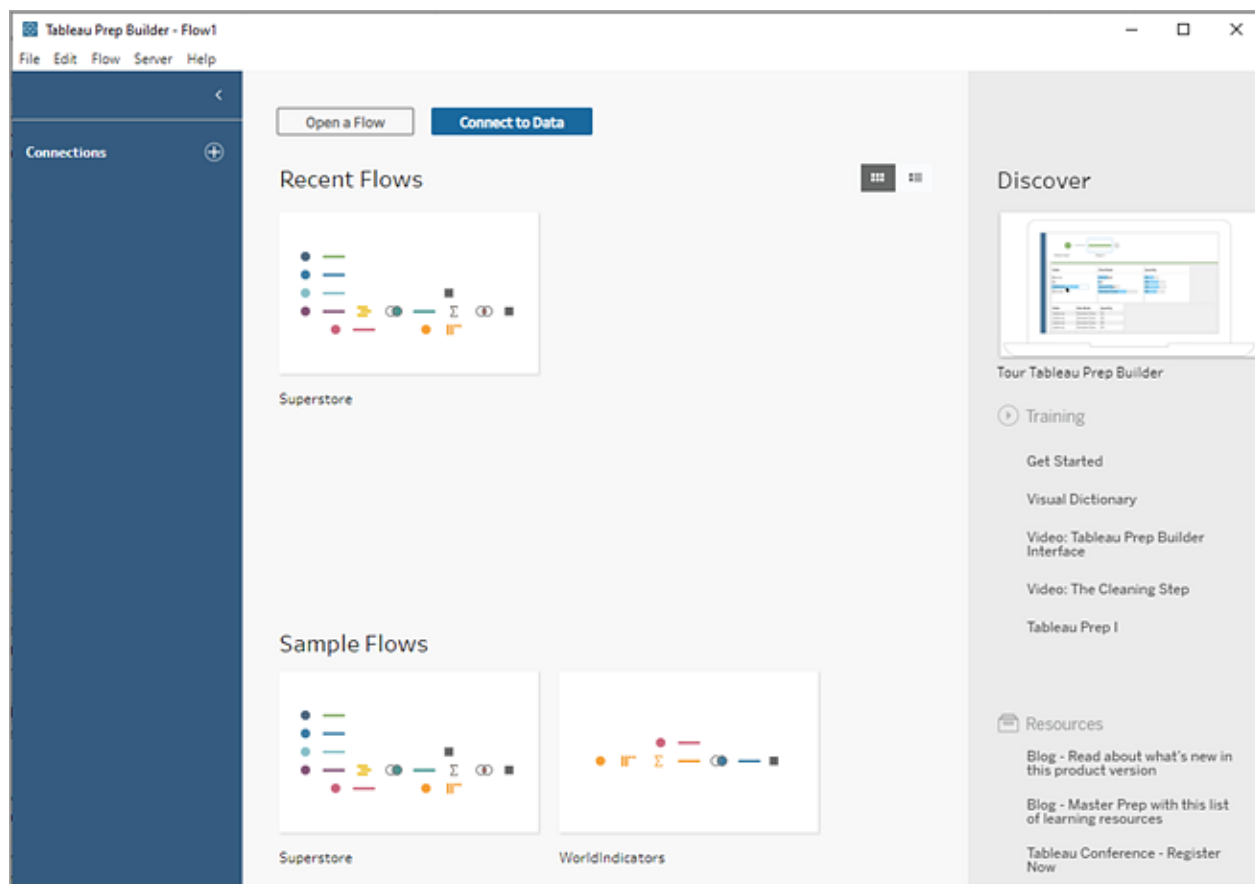 Tableau Prep Builder - Flow1
File Edit Flow Server Help
Connections
Open a Flow
Connect to Data
Recent Flows
Superstore
Sample Flows
Superstore
WorldIndicators
Discover
Tour Tableau Prep Builder
Training
Get Started
Visual Dictionary
Video: Tableau Prep Builder
Interface
Video: The Cleaning Step
Tableau Prep I
Resources
Blog - Read about what's new in
this product version
Blog - Master Prep with this list
of learning resources
Tableau Conference - Register
Now